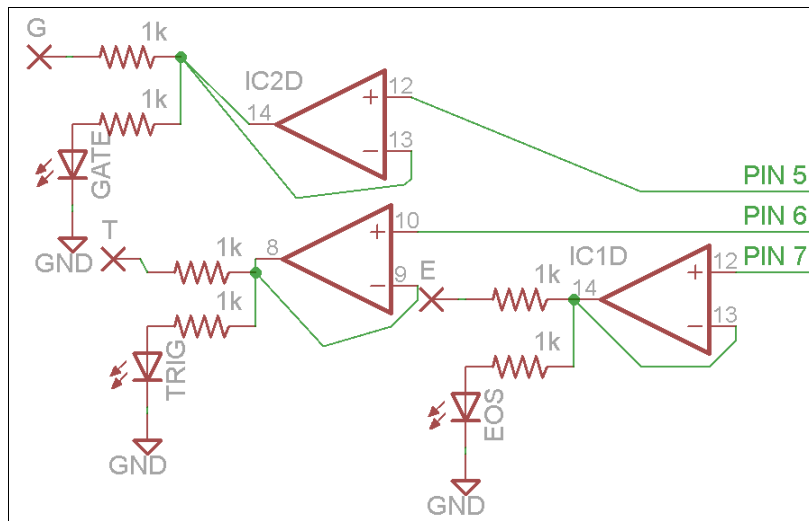 G
1k
1k
IC2D
12
14
+
13
-
GATE
PIN 5
T
GND
1k
8
10
+
PIN 6
IC1D
1k
9
-
E
1k
14
12
+
PIN 7
13
-
TRIG
1k
EOS
GND
GND